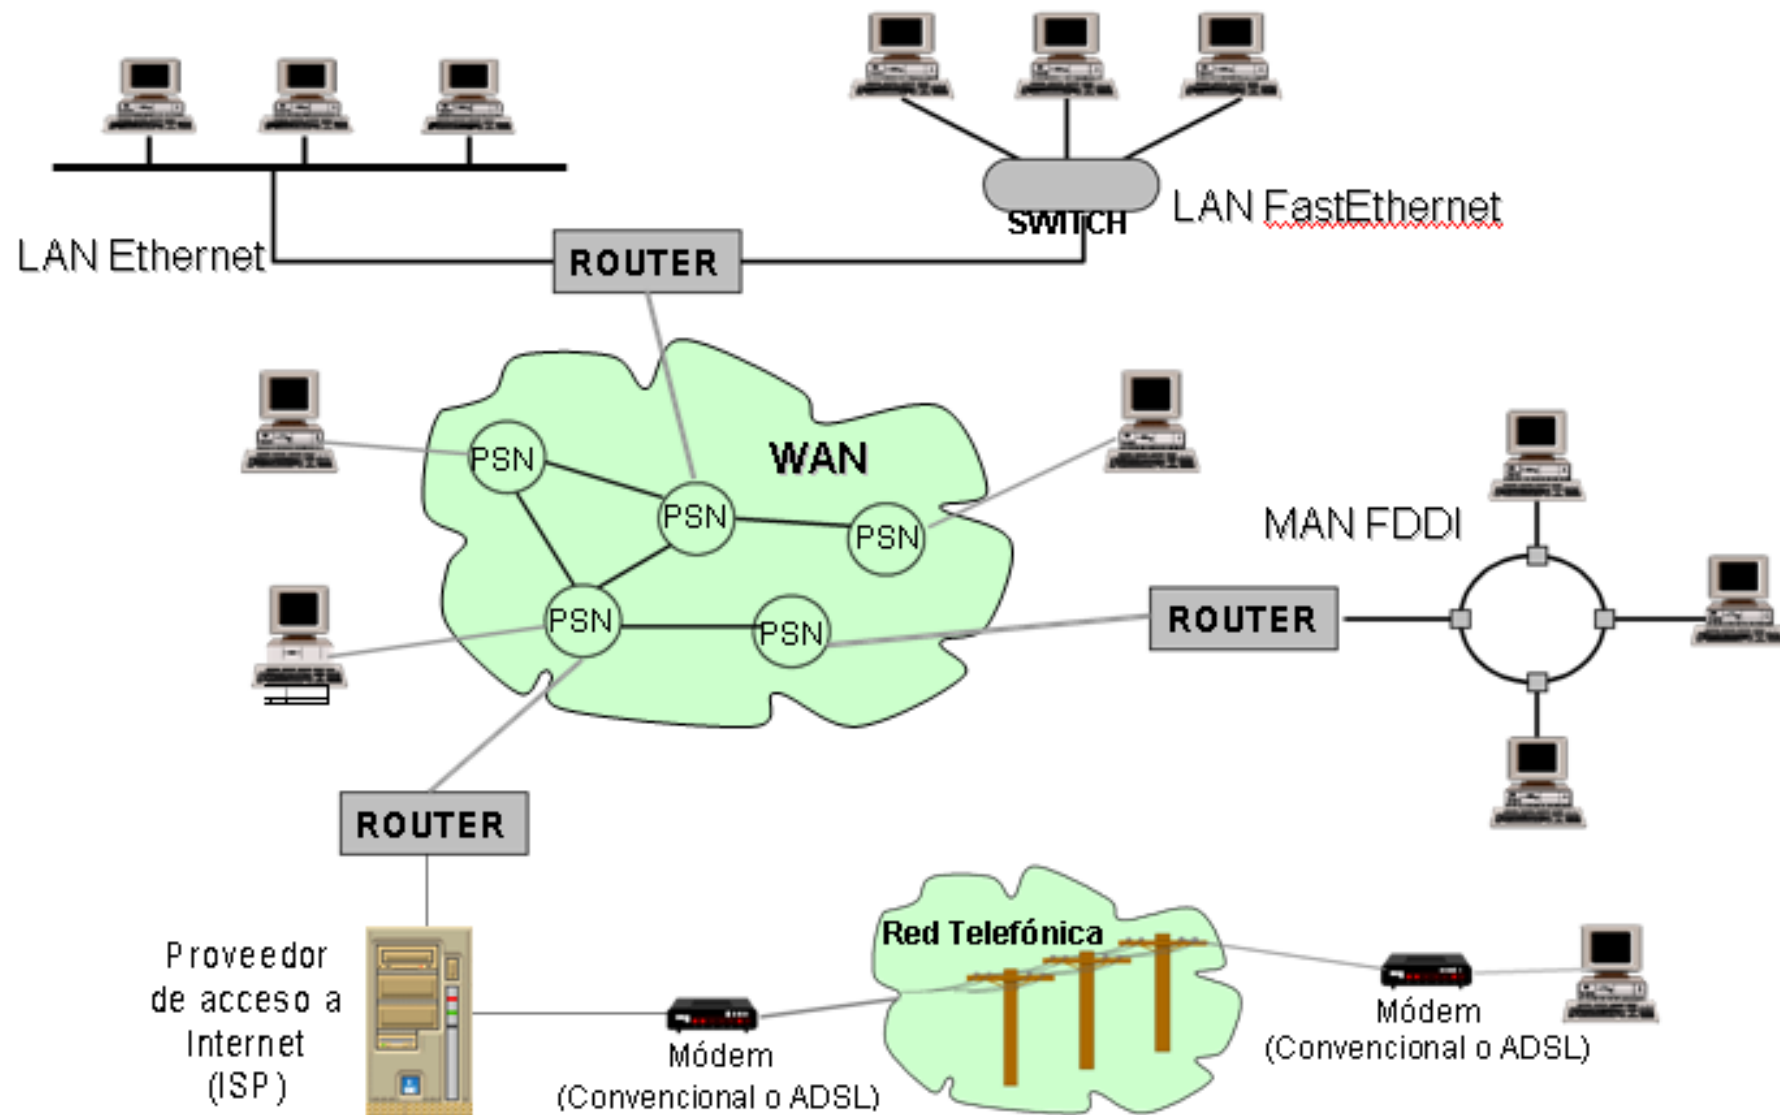 SWITCH
LAN FastEthernet
LAN Ethernet
ROUTER
WAN
PSN
PSN
PSN
MAN FDDI
PSN
PSN
ROUTER
ROUTER
Proveedor
de acceso a
Internet
(ISP)
Red Telefónica
Módem
(Convencional o ADSL)
Módem
(Convencional o ADSL)